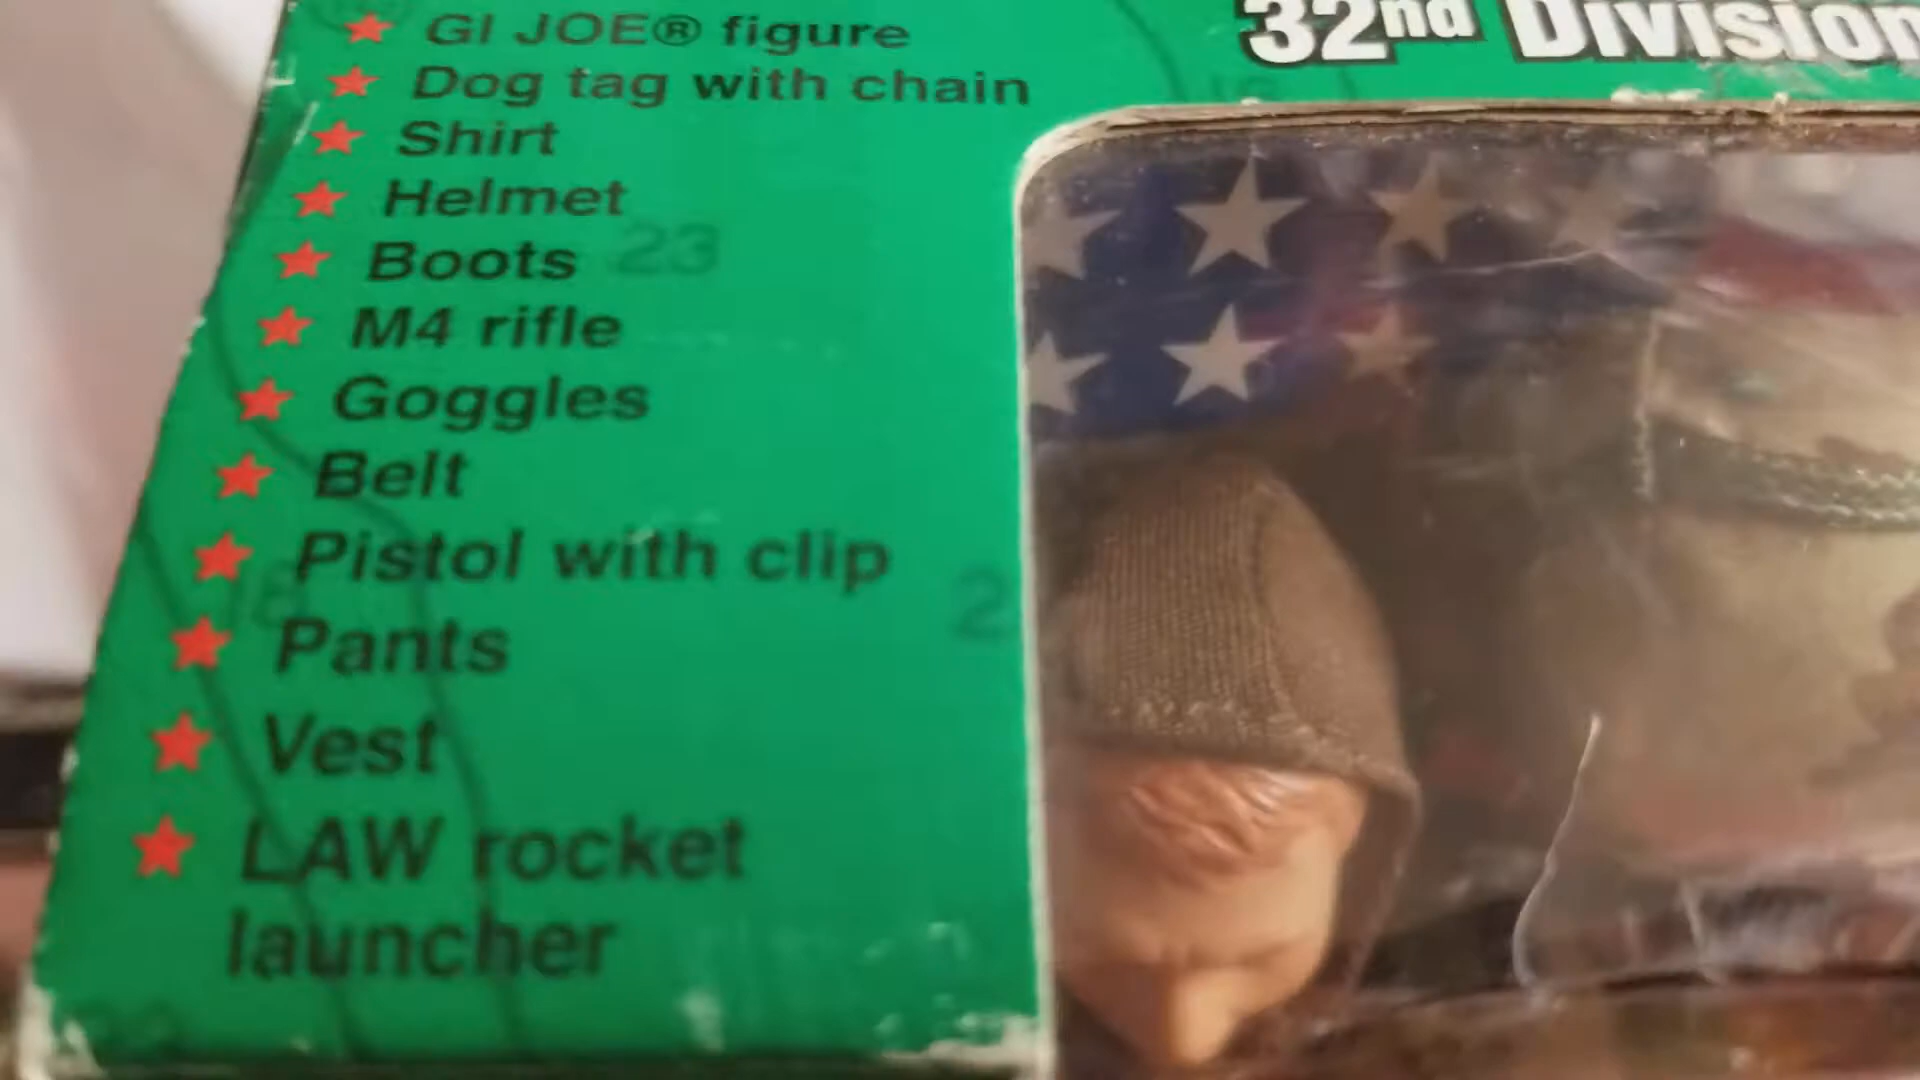 32nd Division
GI JOE® figure
Dog tag with chain
Shirt
Helmet
Boots
23
M4 rifle
Goggles
Belt
Pistol with clip
Pants
Vest
LAW rocket
launcher